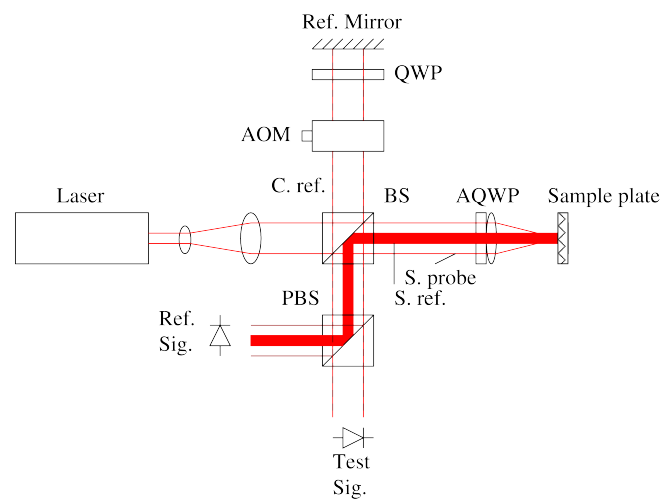 Ref. Mirror
QWP
AOM
C. ref.
Laser
BS
AQWP
Sample plate
S. probe
S. ref.
PBS
Ref.
Sig.
Test
Sig.